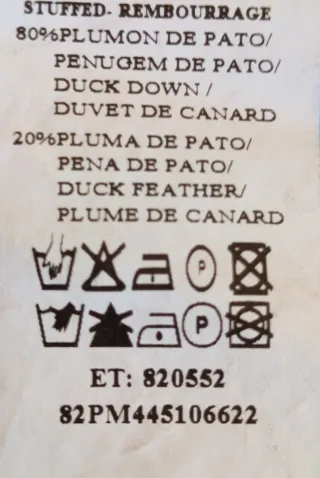 STUFFED- REMBOURRAGE
80%PLUMON DE PATO/
PENUGEM DE PATO/
DUCK DOWN /
DUVET DE CANARD
20%PLUMA DE PATO/
PENA DE PATO/
DUCK FEATHER/
PLUME DE CANARD
P
P
ET: 820552
82PM445106622